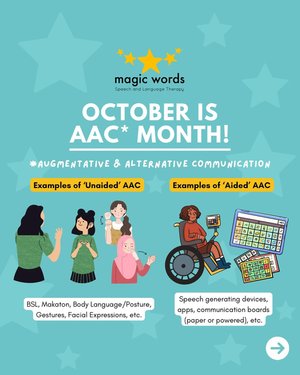 magic words
Speech and Language Therapy
OCTOBER IS
AAC* MONTH!
*AUGMENTATIVE & ALTERNATIVE COMMUNICATION
Examples of 'Unaided' AAC
Examples of 'Aided' AAC
BSL, Makaton, Body Language/Posture,
Gestures, Facial Expressions, etc.
Speech generating devices,
apps, communication boards
(paper or powered), etc.